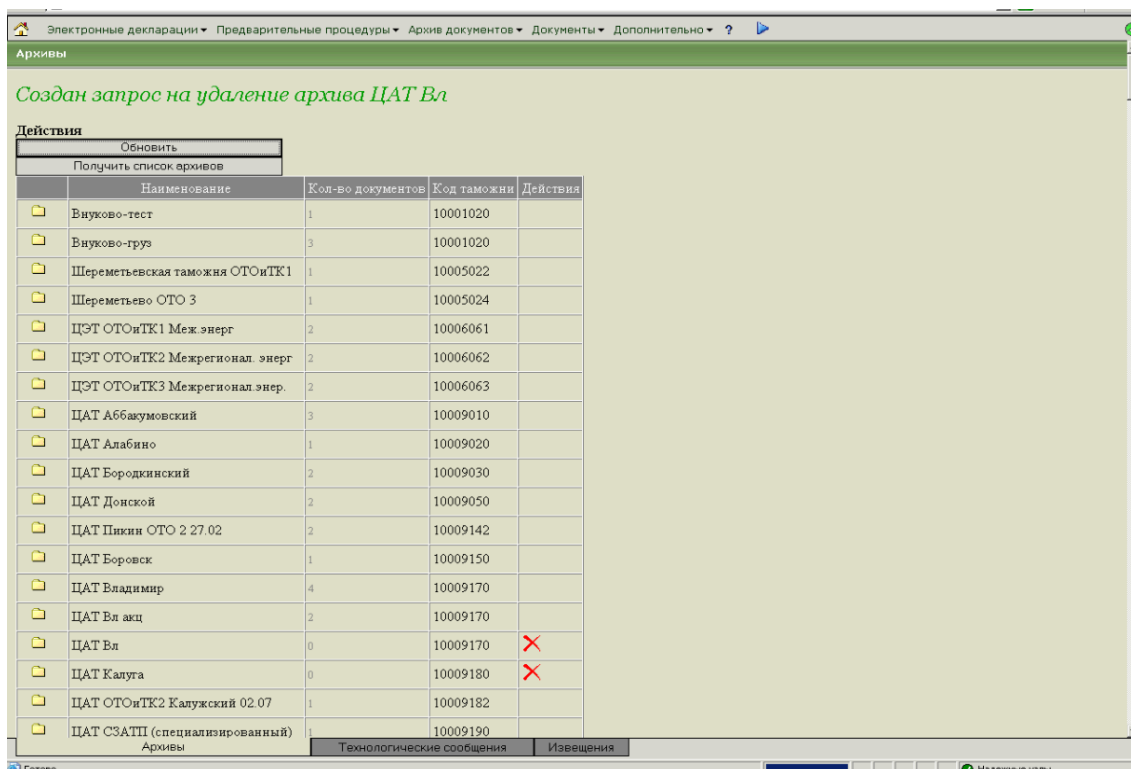 Электронные декларации Предварительные процедуры Архив документов Документы Дополнительно ?
Архивы
Создан запрос на удаление архива ЦАТ Вл
Действия
Обновить
Получить список архивов
Наименование Кол-во документов Код таможни Действия
Внуково-тест 1 10001020
Внуково-груз 3 10001020
Шереметьевская таможня ОТОиТК1 1 10005022
Шереметьево ОТО 3 1 10005024
ЦЭТ ОТОиТК1 Меж.энерг 2 10006061
ЦЭТ ОТОиТК2 Межрегионал. энерг 2 10006062
ЦЭТ ОТОиТК3 Межрегионал.энер. 2 10006063
ЦАТ Аббакумовский 3 10009010
ЦАТ Алабино 1 10009020
ЦАТ Бородкинский 2 10009030
ЦАТ Донской 2 10009050
ЦАТ Пикин ОТО 2 27.02 2 10009142
ЦАТ Боровск 1 10009150
ЦАТ Владимир 4 10009170
ЦАТ Вл акц 2 10009170
ЦАТ Вл 0 10009170
ЦАТ Калуга 0 10009180
ЦАТ ОТОиТК2 Калужский 02.07 1 10009182
ЦАТ СЗАТП (специализированный) 1 10009190
Архивы Технологические сообщения Извещения